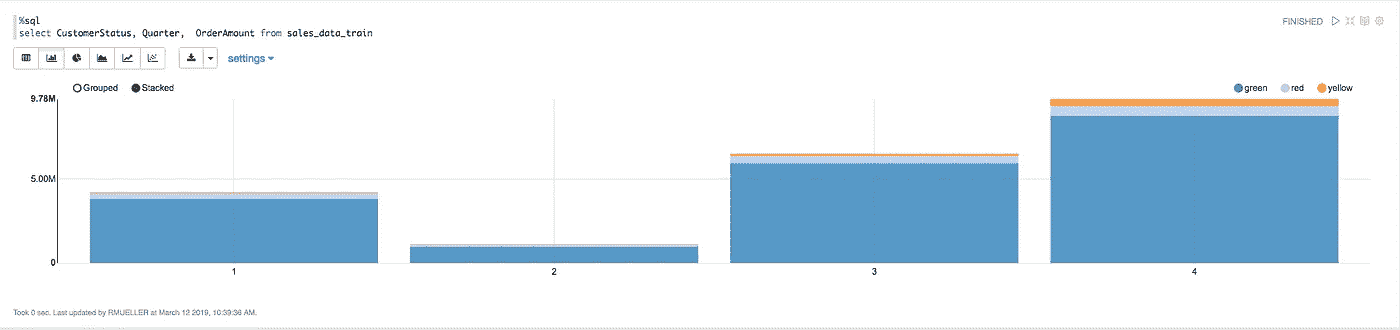 %sql
FINISHED
select CustomerStatus, Quarter, OrderAmount from sales_data_train
settings
Grouped Stacked
green red yellow
9.78M
5.00M
0
1 2 3 4
Took 0 sec. Last updated by RMUELLER at March 12 2019, 10:39:36 AM.